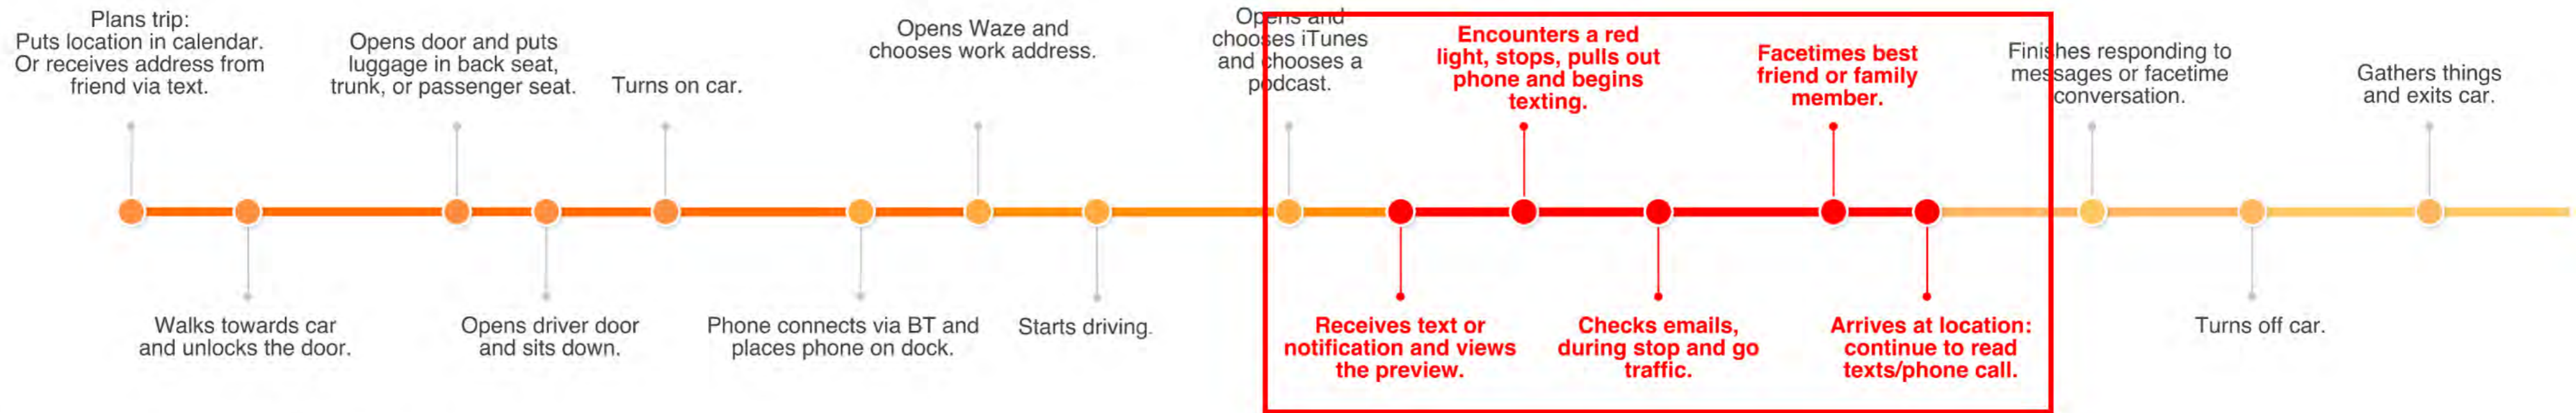 Plans trip:
Puts location in calendar.
Or receives address from
friend via text.
Walks towards car
and unlocks the door.
Opens door and puts
luggage in back seat,
trunk, or passenger seat.
Opens driver door
and sits down.
Turns on car.
Phone connects via BT and
places phone on dock.
Opens Waze and
chooses work address.
Starts driving.
Opens and
chooses iTunes
and chooses a
podcast.
Receives text or
notification and views
the preview.
Encounters a red
light, stops, pulls out
phone and begins
texting.
Checks emails,
during stop and go
traffic.
Facetimes best
friend or family
member.
Arrives at location:
continue to read
texts/phone call.
Finishes responding to
messages or facetime
conversation.
Turns off car.
Gathers things
and exits car.